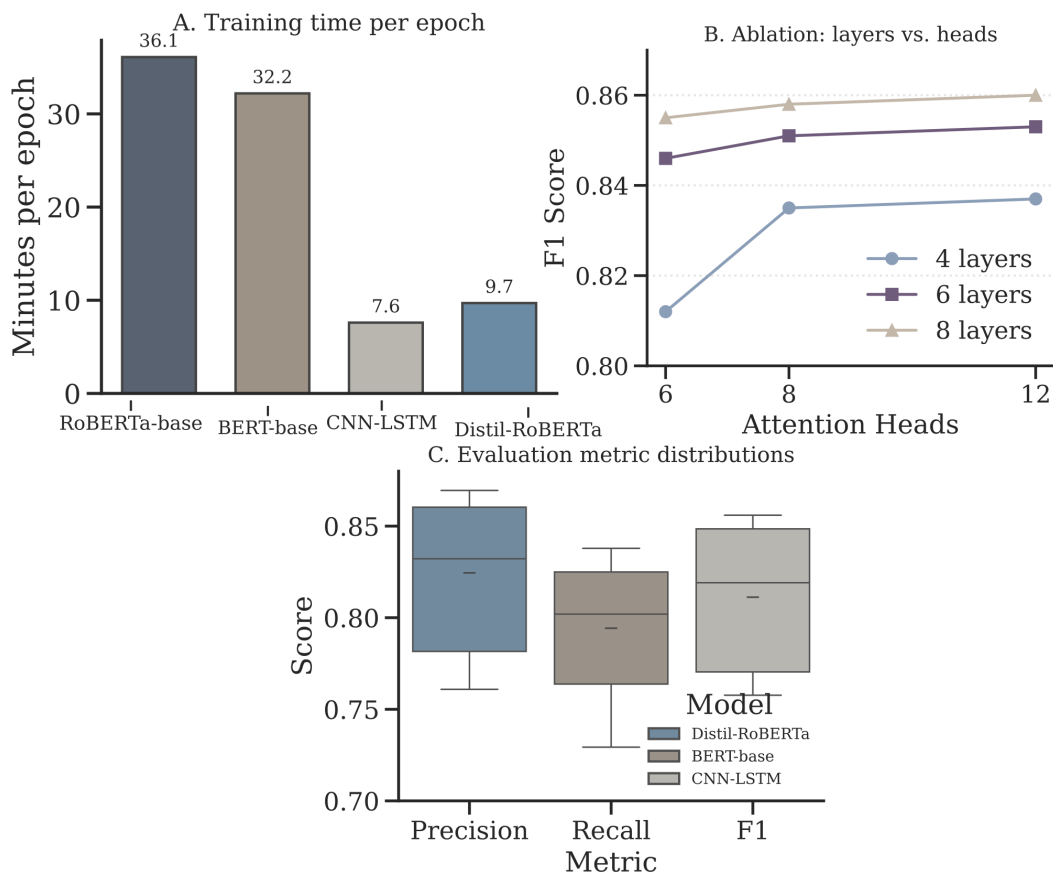 A. Training time per epoch
Minutes per epoch
30
20
10
0
36.1
32.2
7.6
9.7
RoBERTa-base
BERT-base
CNN-LSTM
Distil-RoBERTa
B. Ablation: layers vs. heads
F1 Score
0.86
0.84
0.82
0.80
4 layers
6 layers
8 layers
6
8
12
Attention Heads
C. Evaluation metric distributions
Score
0.85
0.80
0.75
0.70
Model
Distil-RoBERTa
BERT-base
CNN-LSTM
Precision
Recall
F1
Metric